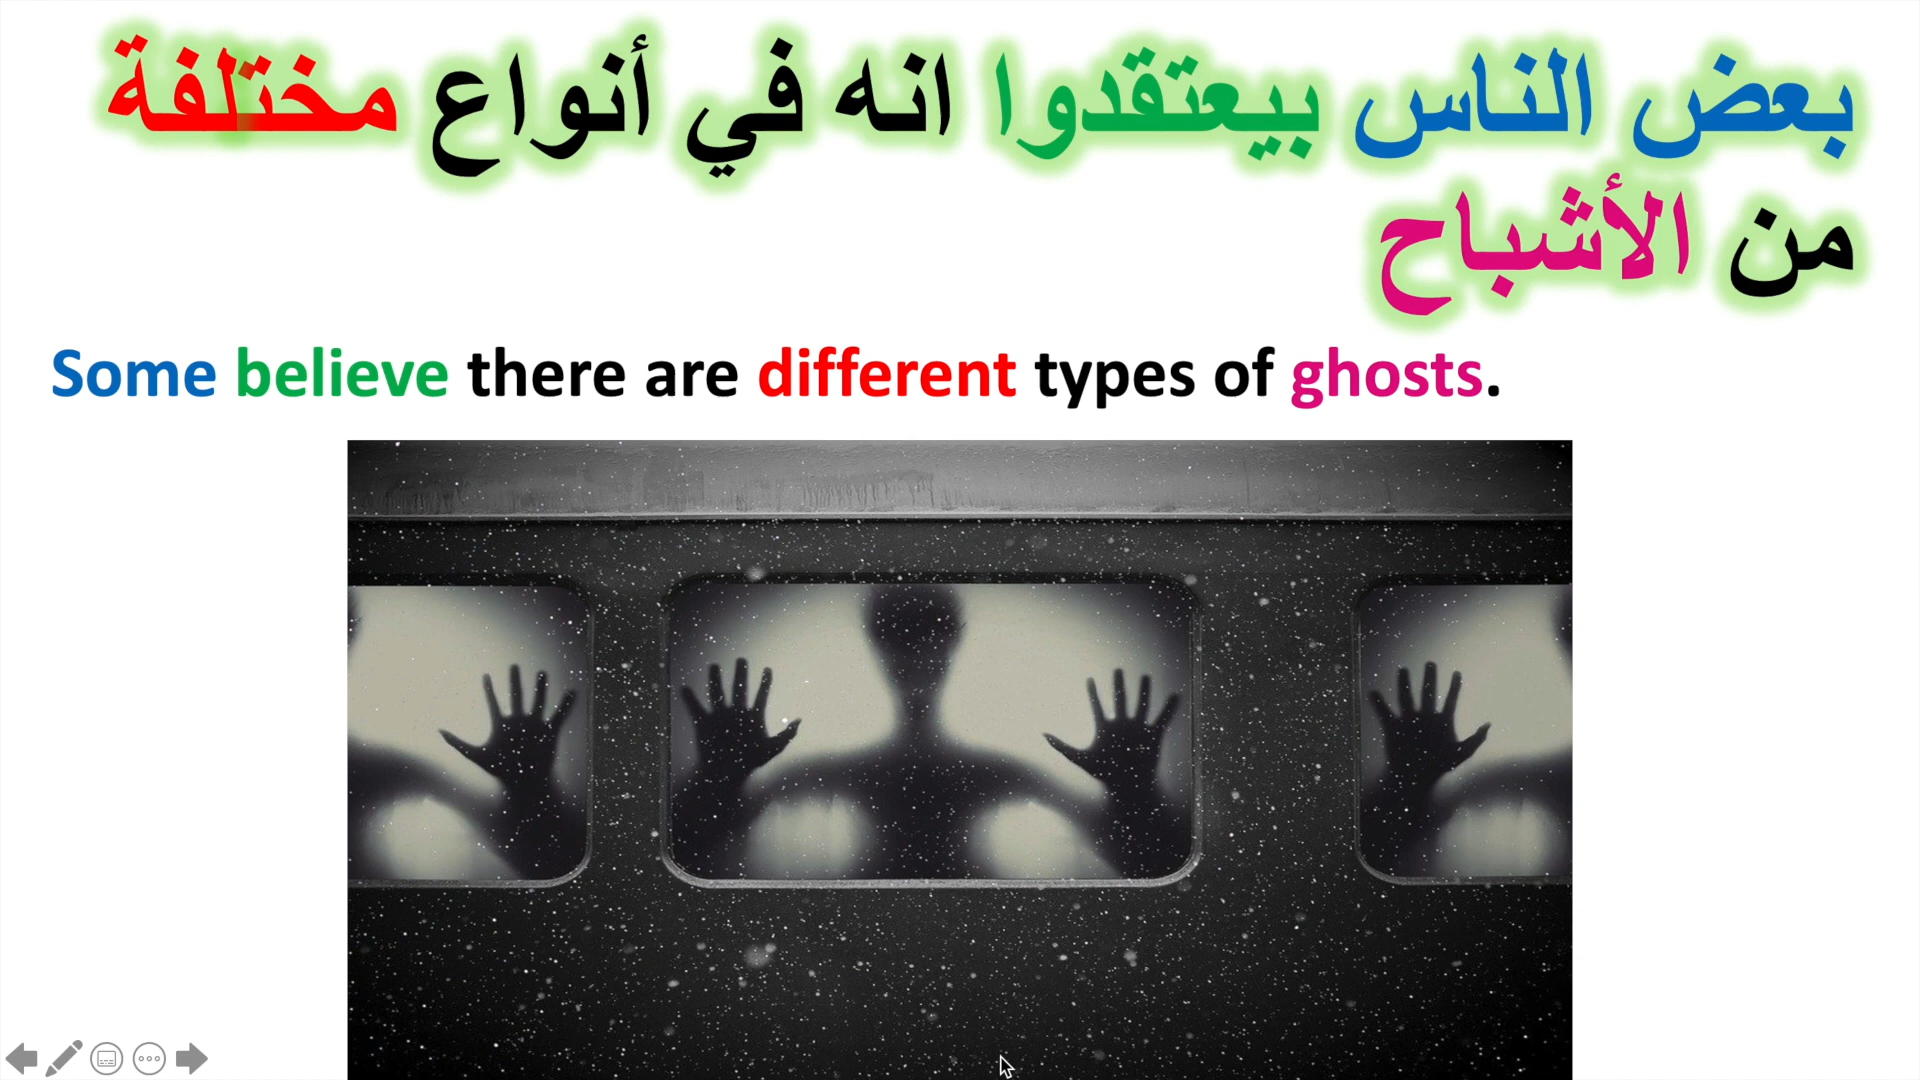 بعض الناس بيعتقدوا انه في أنواع مختلفة
من الأشباح
Some believe there are different types of ghosts.